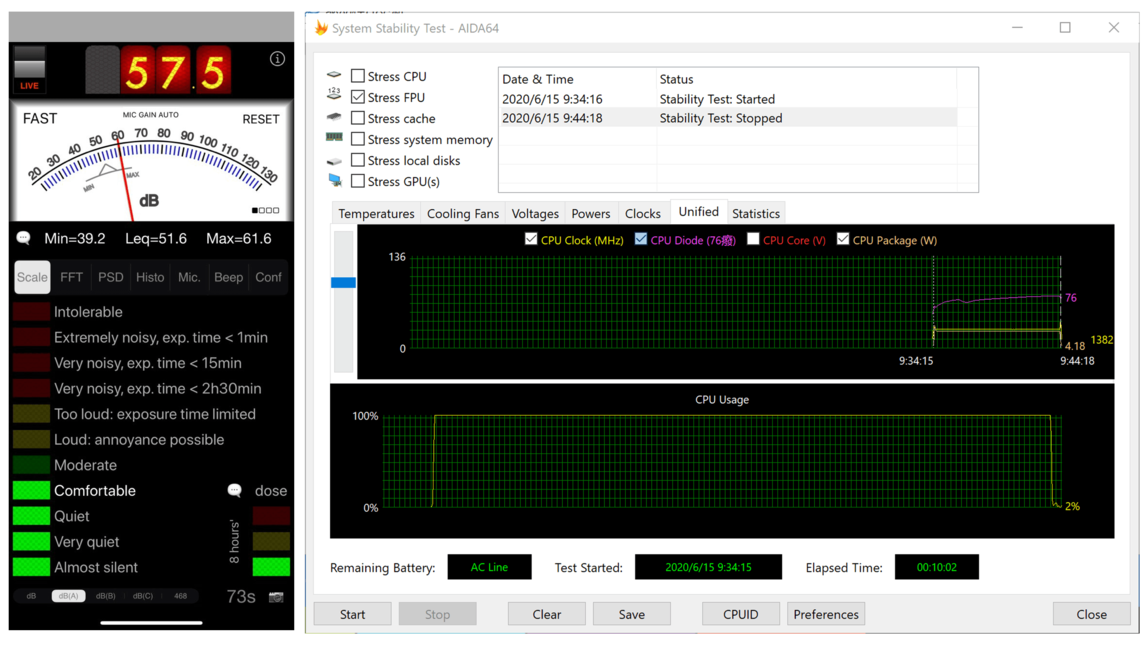 57.5
LIVE
FAST
MIC GAIN AUTO
RESET
20 30 40 50 60 70 80 90 100 110 120 130
MIN
MAX
dB
Min=39.2 Leq=51.6 Max=61.6
Scale FFT PSD Histo Mic. Beep Conf
Intolerable
Extremely noisy, exp. time < 1min
Very noisy, exp. time < 15min
Very noisy, exp. time < 2h30min
Too loud: exposure time limited
Loud: annoyance possible
Moderate
Comfortable
dose
Quiet
Very quiet
Almost silent
8 hours'
dB dB(A) dB(B) dB(C) 468
73s
System Stability Test - AIDA64
Stress CPU
123
Stress FPU
Stress cache
Stress system memory
Stress local disks
Stress GPU(s)
Date & Time Status
2020/6/15 9:34:16 Stability Test: Started
2020/6/15 9:44:18 Stability Test: Stopped
Temperatures Cooling Fans Voltages Powers Clocks Unified Statistics
CPU Clock (MHz) CPU Diode (76癈) CPU Core (V) CPU Package (W)
136
76
0
4.18 1382
9:34:15 9:44:18
CPU Usage
100%
0%
2%
Remaining Battery: AC Line Test Started: 2020/6/15 9:34:15 Elapsed Time: 00:10:02
Start Stop Clear Save CPUID Preferences Close